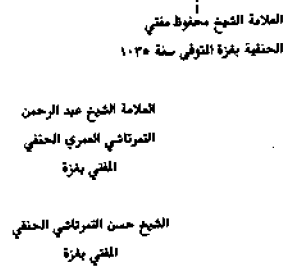 العلامة الشيخ محفوظ مفتي
الحنفية بغزة المتوفي سنة ١٠٣٥
العلامة الشيخ عبد الرحمن
التمرتاشي العمري الحنفي
المفتي بغزة
الشيخ حسن التمرتاشي الحنفي
المفتي بغزة